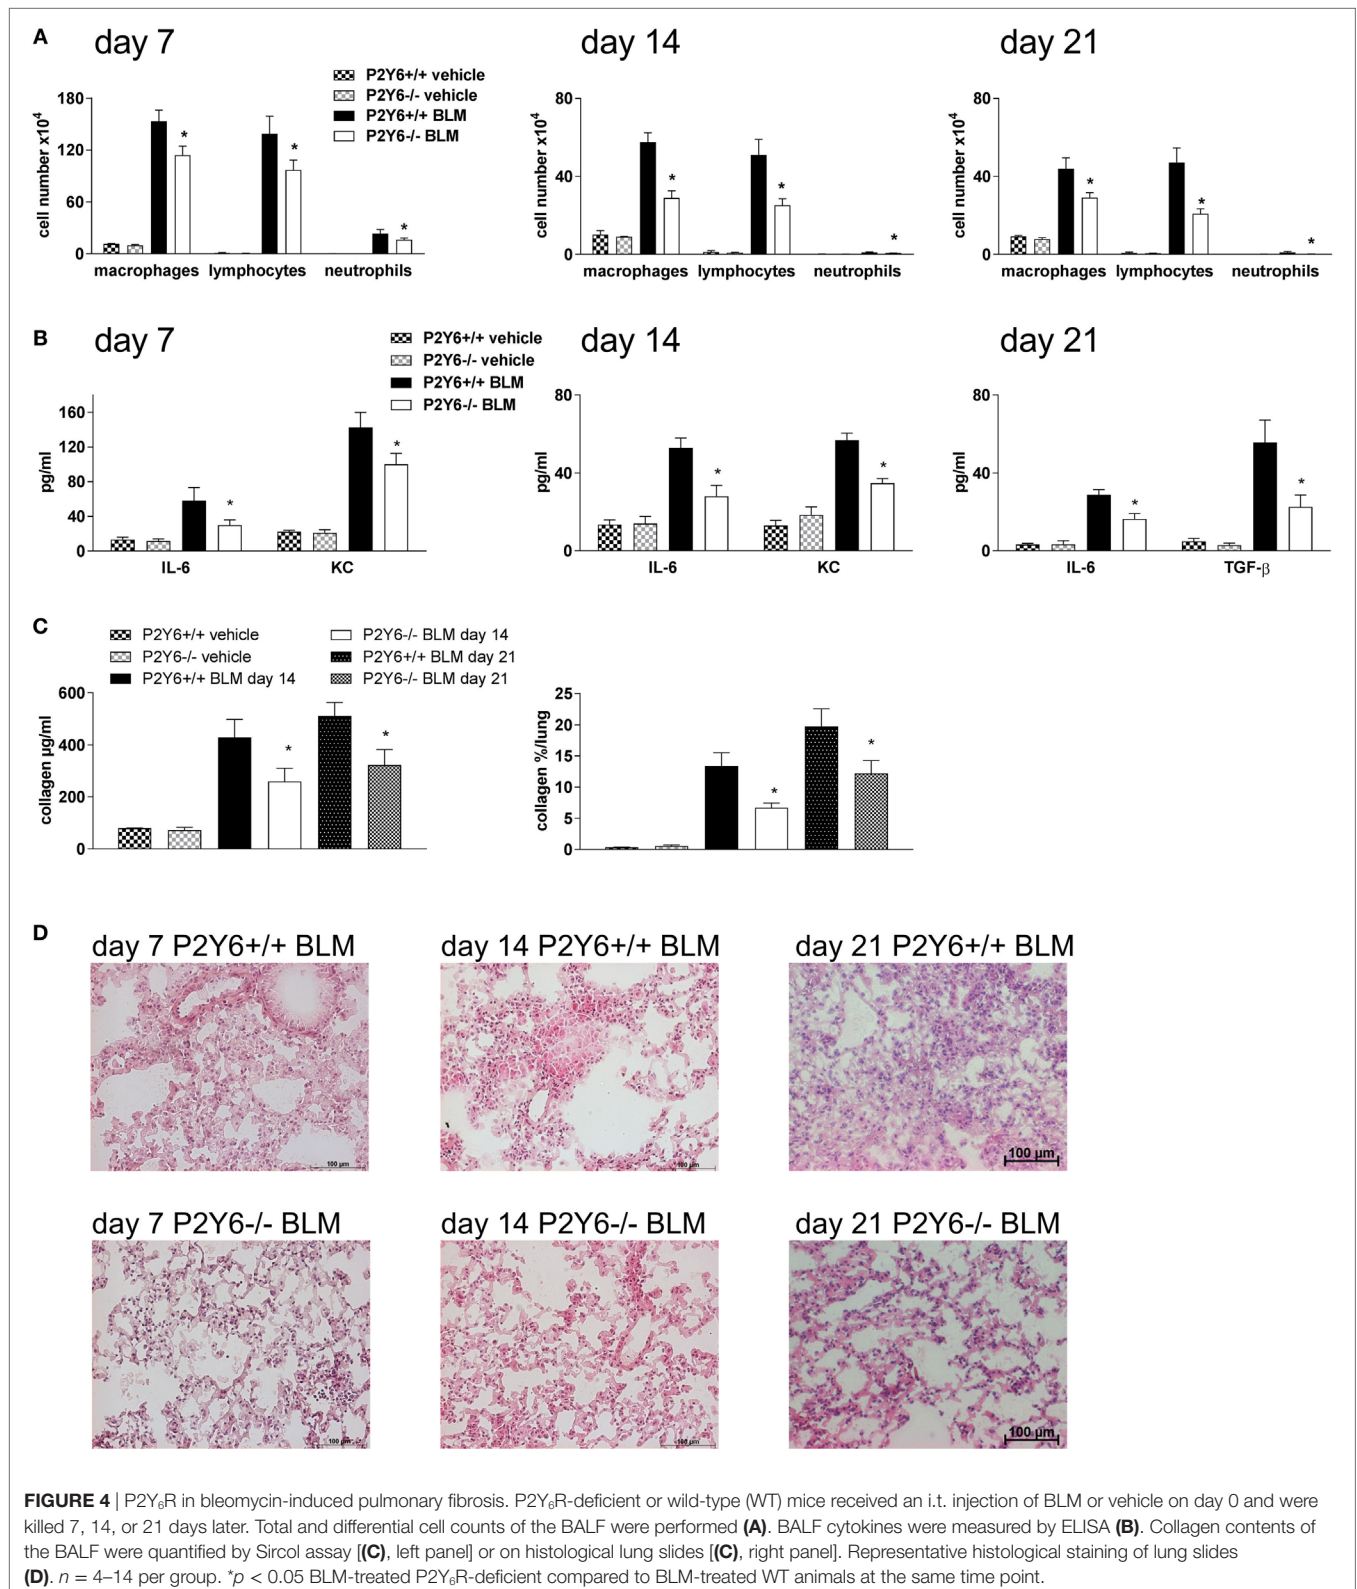 A
day 7
day 14
day 21
P2Y6+/+ vehicle
P2Y6-/- vehicle
P2Y6+/+ BLM
P2Y6-/- BLM
cell number x10⁴
180
120
60
0
macrophages lymphocytes neutrophils
cell number x10⁴
80
40
0
macrophages lymphocytes neutrophils
cell number x10⁴
80
40
0
macrophages lymphocytes neutrophils
* * *
* * *
* * *
B
day 7
day 14
day 21
P2Y6+/+ vehicle
P2Y6-/- vehicle
P2Y6+/+ BLM
P2Y6-/- BLM
pg/ml
160
120
80
40
0
IL-6 KC
pg/ml
80
40
0
IL-6 KC
pg/ml
80
40
0
IL-6 TGF-β
* *
* *
* *
C
P2Y6+/+ vehicle
P2Y6-/- vehicle
P2Y6+/+ BLM day 14
P2Y6-/- BLM day 14
P2Y6+/+ BLM day 21
P2Y6-/- BLM day 21
collagen µg/ml
600
400
200
0
* *
collagen %/lung
25
20
15
10
5
0
* *
D
day 7 P2Y6+/+ BLM
day 14 P2Y6+/+ BLM
day 21 P2Y6+/+ BLM
100 µm
100 µm
100 µm
day 7 P2Y6-/- BLM
day 14 P2Y6-/- BLM
day 21 P2Y6-/- BLM
100 µm
100 µm
100 µm
FIGURE 4 | P2Y₆R in bleomycin-induced pulmonary fibrosis. P2Y₆R-deficient or wild-type (WT) mice received an i.t. injection of BLM or vehicle on day 0 and were
killed 7, 14, or 21 days later. Total and differential cell counts of the BALF were performed (A). BALF cytokines were measured by ELISA (B). Collagen contents of
the BALF were quantified by Sircol assay [(C), left panel] or on histological lung slides [(C), right panel]. Representative histological staining of lung slides
(D). n = 4–14 per group. *p < 0.05 BLM-treated P2Y₆R-deficient compared to BLM-treated WT animals at the same time point.